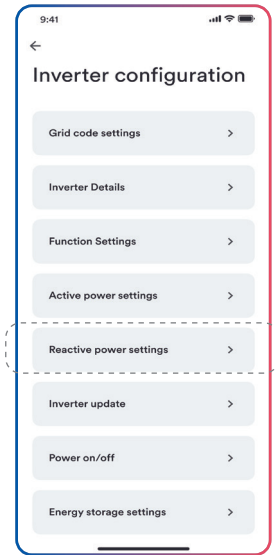 9:41
Inverter configuration
Grid code settings
Inverter Details
Function Settings
Active power settings
Reactive power settings
Inverter update
Power on/off
Energy storage settings